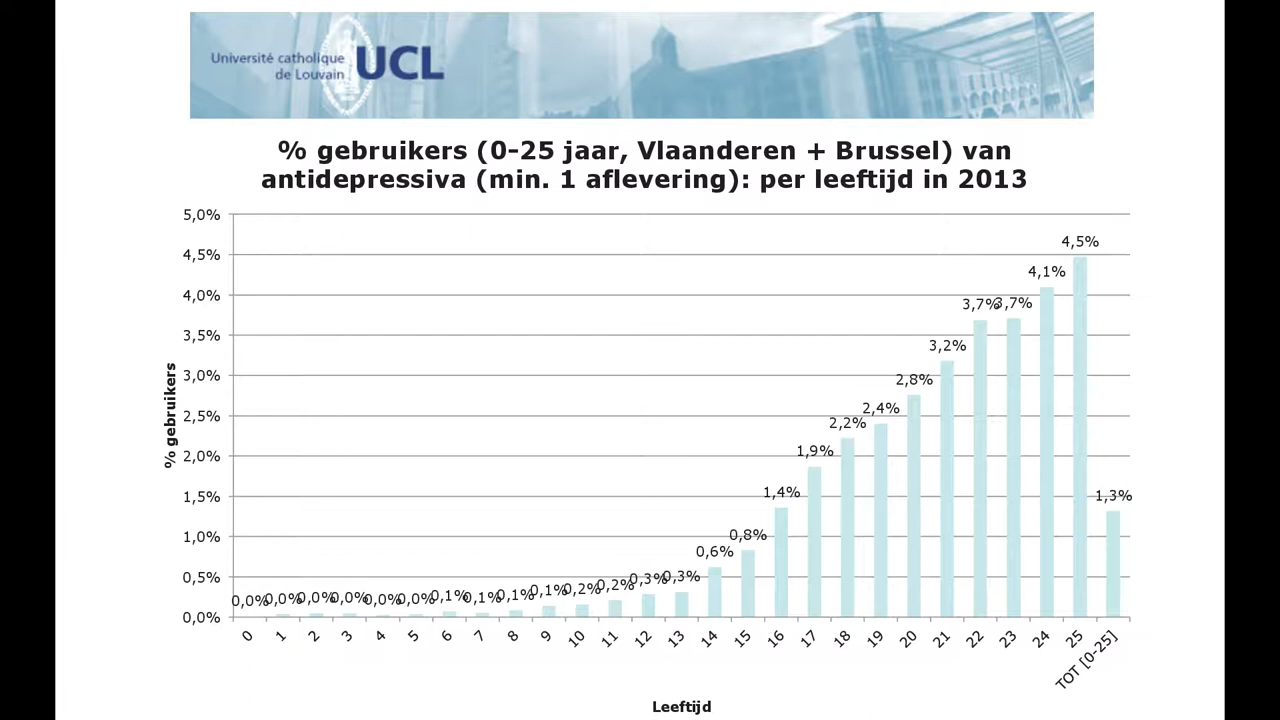 Université catholique
de Louvain
UCL
% gebruikers (0-25 jaar, Vlaanderen + Brussel) van
antidepressiva (min. 1 aflevering): per leeftijd in 2013
5,0%
4,5%
4,0%
3,5%
3,0%
2,5%
2,0%
1,5%
1,0%
0,5%
0,0%
% gebruikers
0,0% 0,0% 0,0% 0,0% 0,0% 0,0% 0,1% 0,1% 0,1% 0,1% 0,2% 0,2% 0,3% 0,3% 0,6% 0,8% 1,4% 1,9% 2,2% 2,4% 2,8% 3,2% 3,7% 3,7% 4,1% 4,5% 1,3%
0 1 2 3 4 5 6 7 8 9 10 11 12 13 14 15 16 17 18 19 20 21 22 23 24 25 TOT [0-25]
Leeftijd